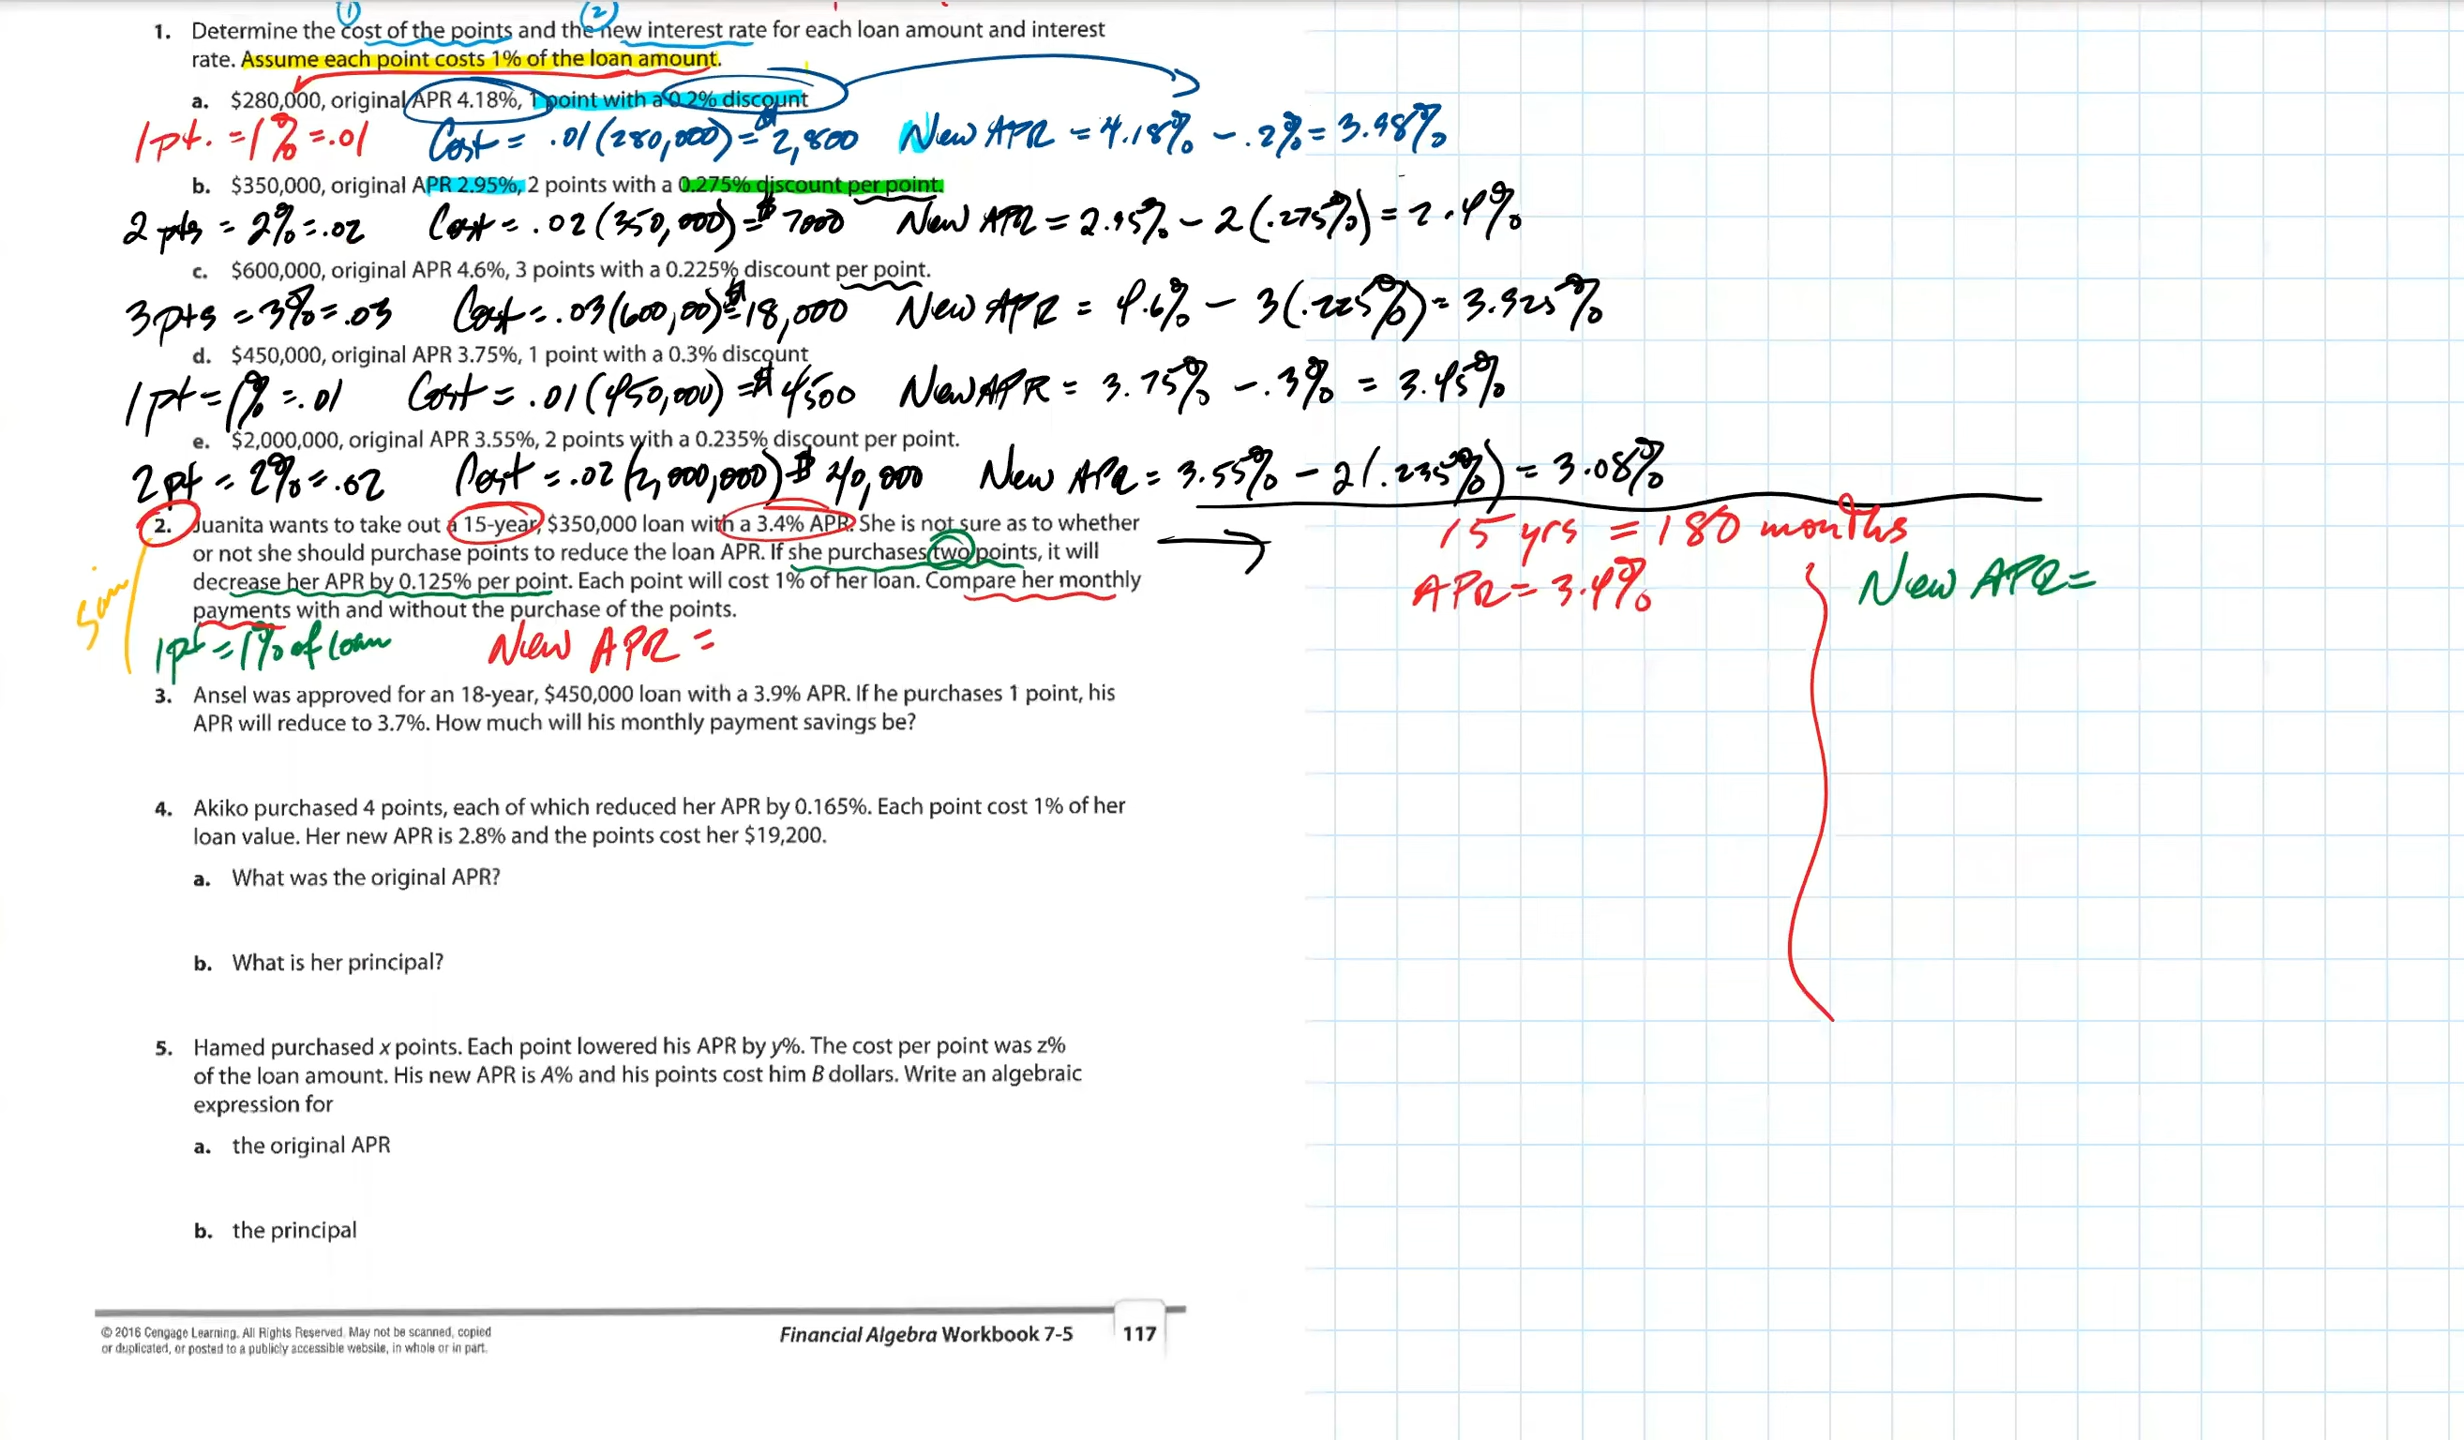 (1) (2)
1. Determine the cost of the points and the new interest rate for each loan amount and interest
rate. Assume each point costs 1% of the loan amount.
a. $280,000, original APR 4.18%, 1 point with a 0.2% discount
1pt. = 1% = .01 Cost = .01(280,000) = $2,800 New APR = 4.18% - .2% = 3.98%
b. $350,000, original APR 2.95%, 2 points with a 0.275% discount per point.
2 pts = 2% = .02 Cost = .02(350,000) = $7000 New APR = 2.95% - 2(.275%) = 2.4%
c. $600,000, original APR 4.6%, 3 points with a 0.225% discount per point.
3 pts = 3% = .03 Cost = .03(600,00) = $18,000 New APR = 4.6% - 3(.225%) = 3.925%
d. $450,000, original APR 3.75%, 1 point with a 0.3% discount
1 pt = 1% = .01 Cost = .01(450,000) = $4500 New APR = 3.75% - .3% = 3.45%
e. $2,000,000, original APR 3.55%, 2 points with a 0.235% discount per point.
2 pt = 2% = .02 Cost = .02(2,000,000) = $40,000 New APR = 3.55% - 2(.235%) = 3.08%
2. Juanita wants to take out a 15-year, $350,000 loan with a 3.4% APR. She is not sure as to whether
or not she should purchase points to reduce the loan APR. If she purchases two points, it will
decrease her APR by 0.125% per point. Each point will cost 1% of her loan. Compare her monthly
payments with and without the purchase of the points.
1pt = 1% of loan New APR =
15 yrs = 180 months
APR = 3.4% New APR =
3. Ansel was approved for an 18-year, $450,000 loan with a 3.9% APR. If he purchases 1 point, his
APR will reduce to 3.7%. How much will his monthly payment savings be?
4. Akiko purchased 4 points, each of which reduced her APR by 0.165%. Each point cost 1% of her
loan value. Her new APR is 2.8% and the points cost her $19,200.
a. What was the original APR?
b. What is her principal?
5. Hamed purchased x points. Each point lowered his APR by y%. The cost per point was z%
of the loan amount. His new APR is A% and his points cost him B dollars. Write an algebraic
expression for
a. the original APR
b. the principal
© 2016 Cengage Learning. All Rights Reserved. May not be scanned, copied
or duplicated, or posted to a publicly accessible website, in whole or in part.
Financial Algebra Workbook 7-5 117